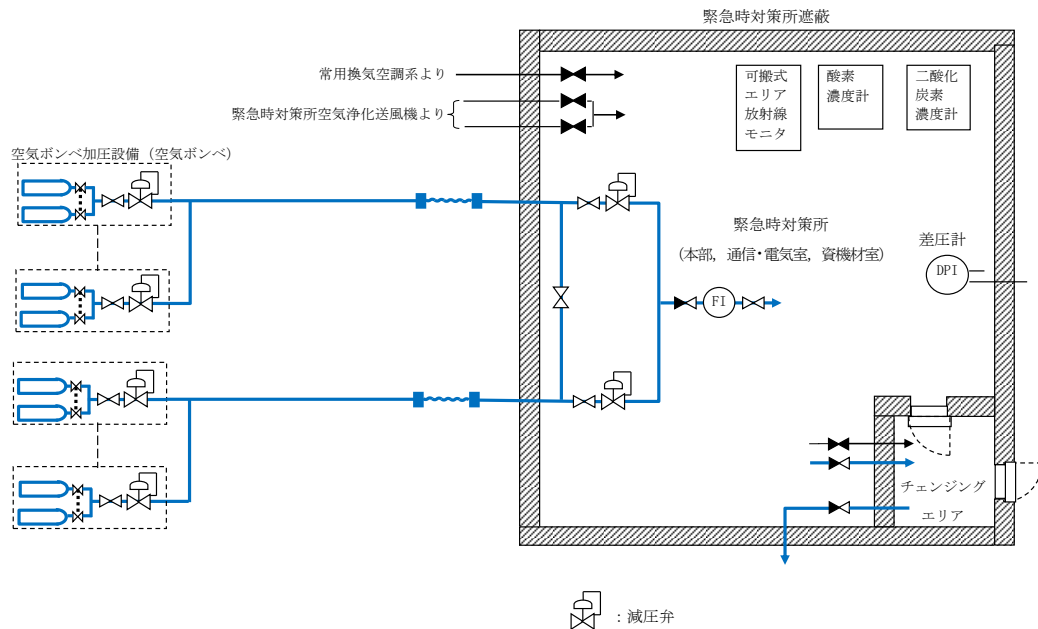 緊急時対策所遮蔽
常用換気空調系より
緊急時対策所空気浄化送風機より
可搬式
エリア
放射線
モニタ
酸素
濃度計
二酸化
炭素
濃度計
空気ボンベ加圧設備（空気ボンベ）
緊急時対策所
（本部，通信・電気室，資機材室）
差圧計
DPI
FI
チェンジング
エリア
：減圧弁